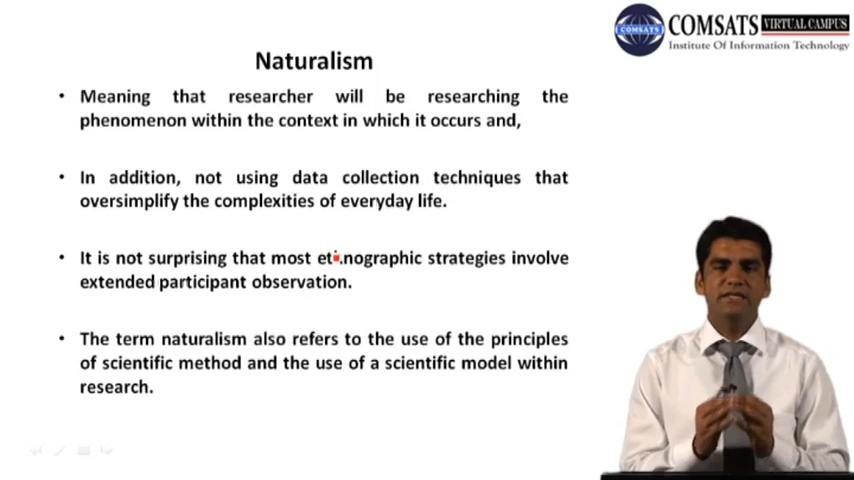 COMSATS VIRTUAL CAMPUS
Institute Of Information Technology
COMSATS
Naturalism
• Meaning that researcher will be researching the
phenomenon within the context in which it occurs and,
• In addition, not using data collection techniques that
oversimplify the complexities of everyday life.
• It is not surprising that most ethnographic strategies involve
extended participant observation.
• The term naturalism also refers to the use of the principles
of scientific method and the use of a scientific model within
research.